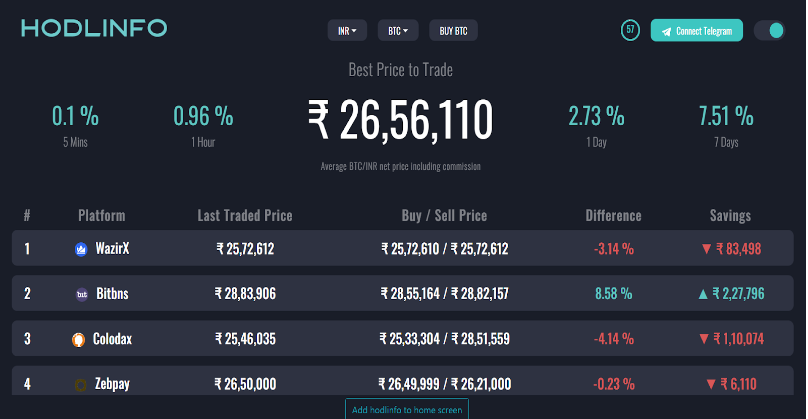 HODLINFO
INR
BTC
BUY BTC
57
Connect Telegram
Best Price to Trade
0.1 %
5 Mins
0.96 %
1 Hour
₹ 26,56,110
2.73 %
1 Day
7.51 %
7 Days
Average BTC/INR net price including commission
# Platform Last Traded Price Buy / Sell Price Difference Savings
1 WazirX ₹ 25,72,612 ₹ 25,72,610 / ₹ 25,72,612 -3.14 % ▼ ₹ 83,498
2 bit Bitbns ₹ 28,83,906 ₹ 28,55,164 / ₹ 28,82,157 8.58 % ▲ ₹ 2,27,796
3 Colodax ₹ 25,46,035 ₹ 25,33,304 / ₹ 28,51,559 -4.14 % ▼ ₹ 1,10,074
4 Zebpay ₹ 26,50,000 ₹ 26,49,999 / ₹ 26,21,000 -0.23 % ▼ ₹ 6,110
Add hodlinfo to home screen